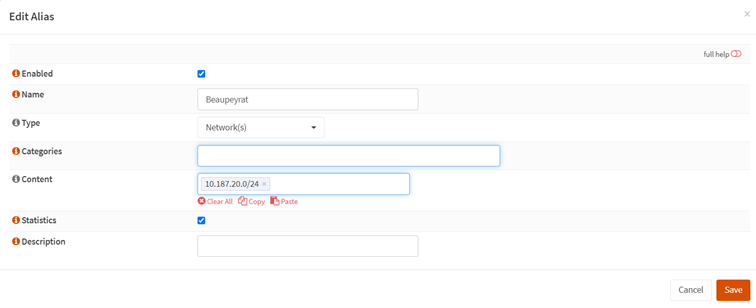 Edit Alias
×
full help
Enabled
Name
Beaupeyrat
Type
Network(s)
Categories
Content
10.187.20.0/24 ×
Clear All Copy Paste
Statistics
Description
Cancel Save